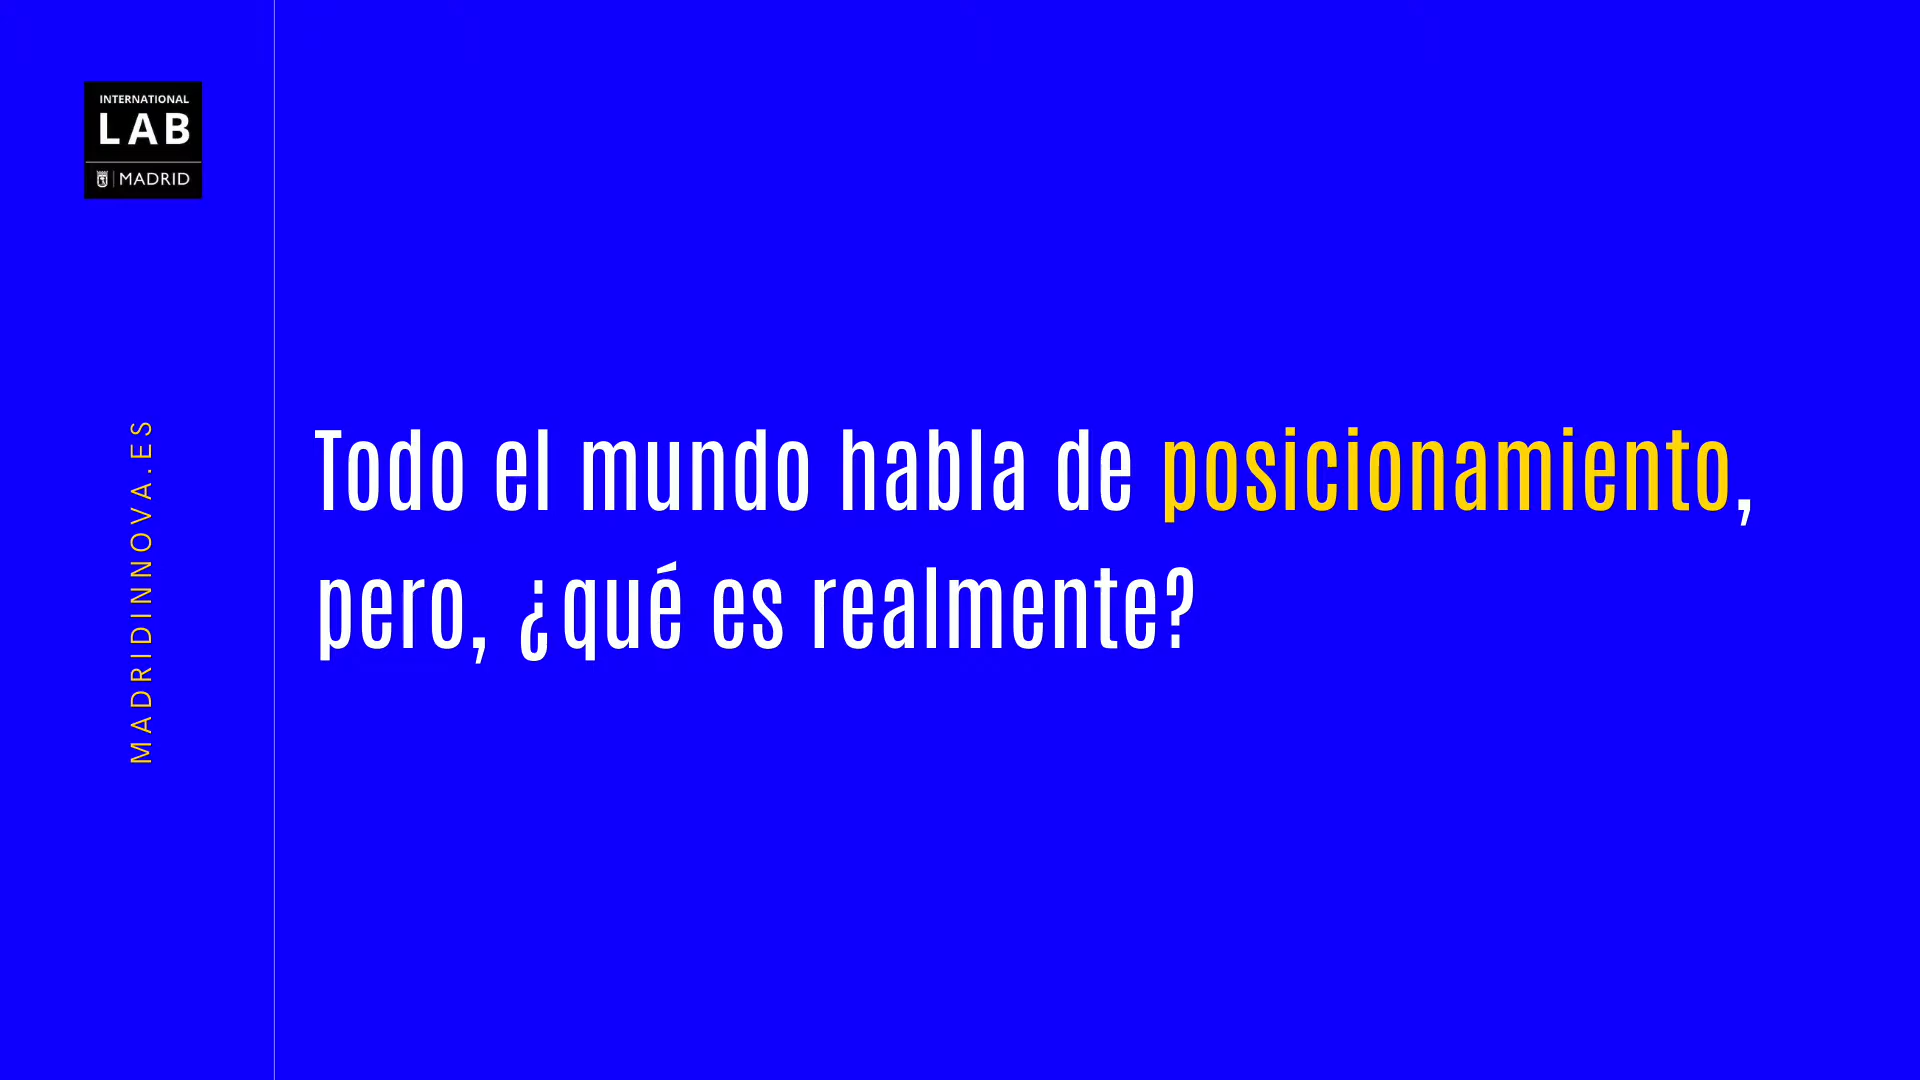 INTERNATIONAL
LAB
MADRID
MADRIDINNOVA.ES
Todo el mundo habla de posicionamiento,
pero, ¿qué es realmente?